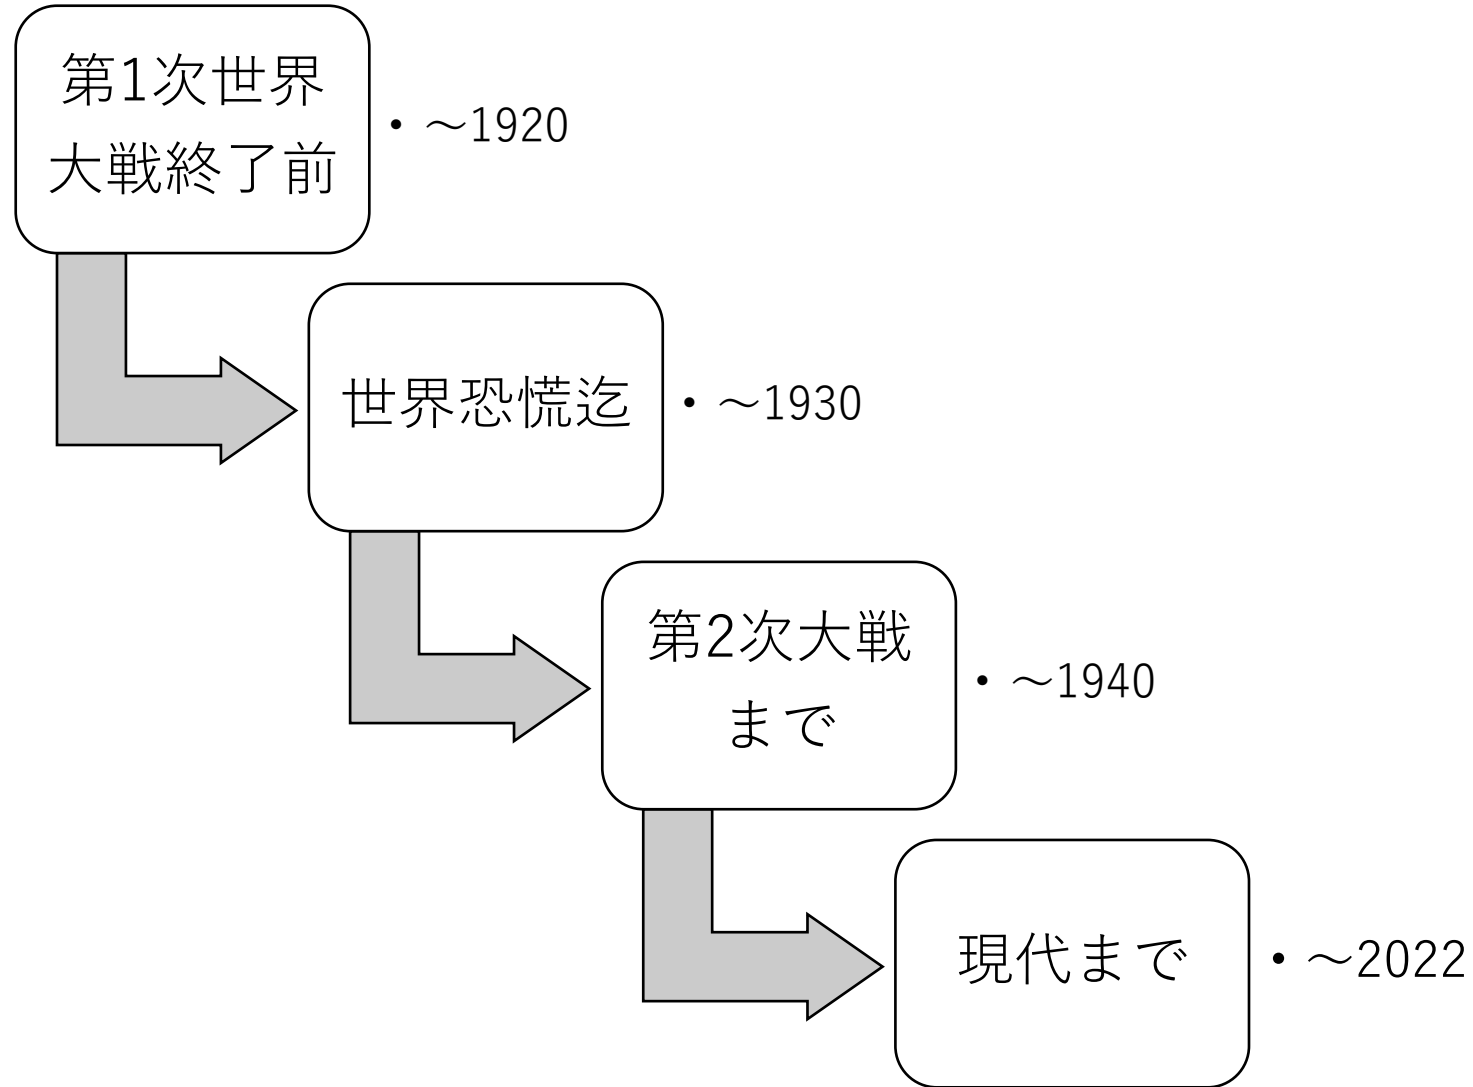 第1次世界
大戦終了前
・～1920
世界恐慌迄
・～1930
第2次大戦
まで
・～1940
現代まで
・～2022